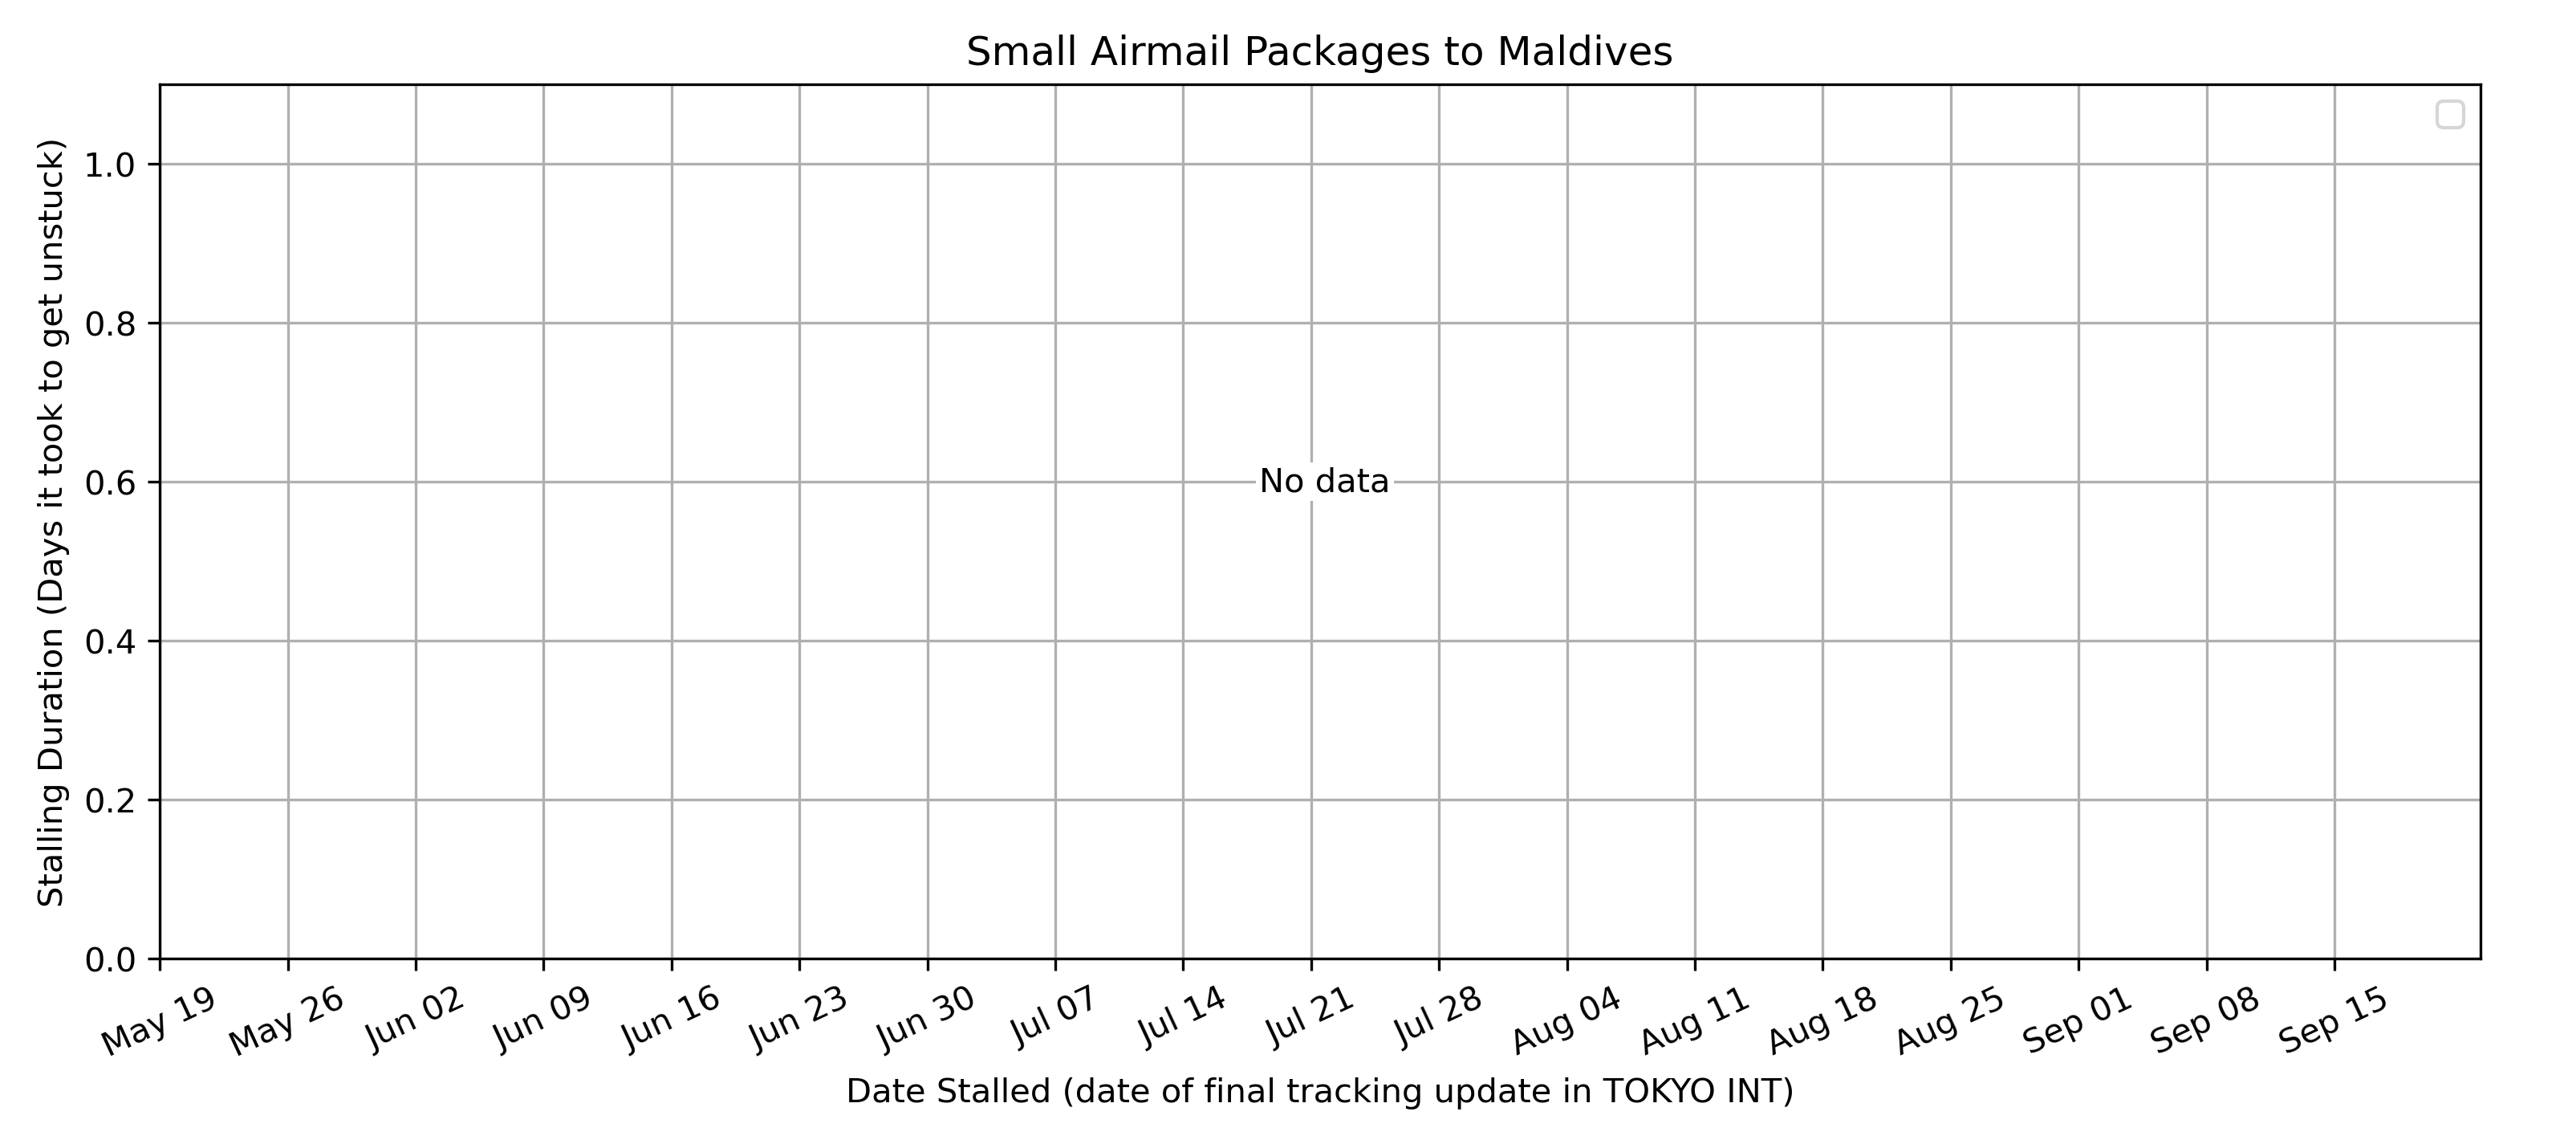 Small Airmail Packages to Maldives
Stalling Duration (Days it took to get unstuck)
1.0
0.8
0.6
0.4
0.2
0.0
No data
May 19
May 26
Jun 02
Jun 09
Jun 16
Jun 23
Jun 30
Jul 07
Jul 14
Jul 21
Jul 28
Aug 04
Aug 11
Aug 18
Aug 25
Sep 01
Sep 08
Sep 15
Date Stalled (date of final tracking update in TOKYO INT)